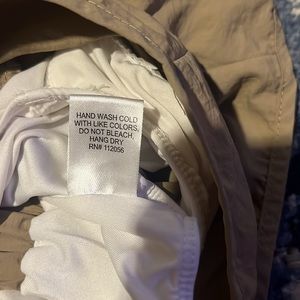 HAND WASH COLD
WITH LIKE COLORS,
DO NOT BLEACH,
HANG DRY
RN# 112056